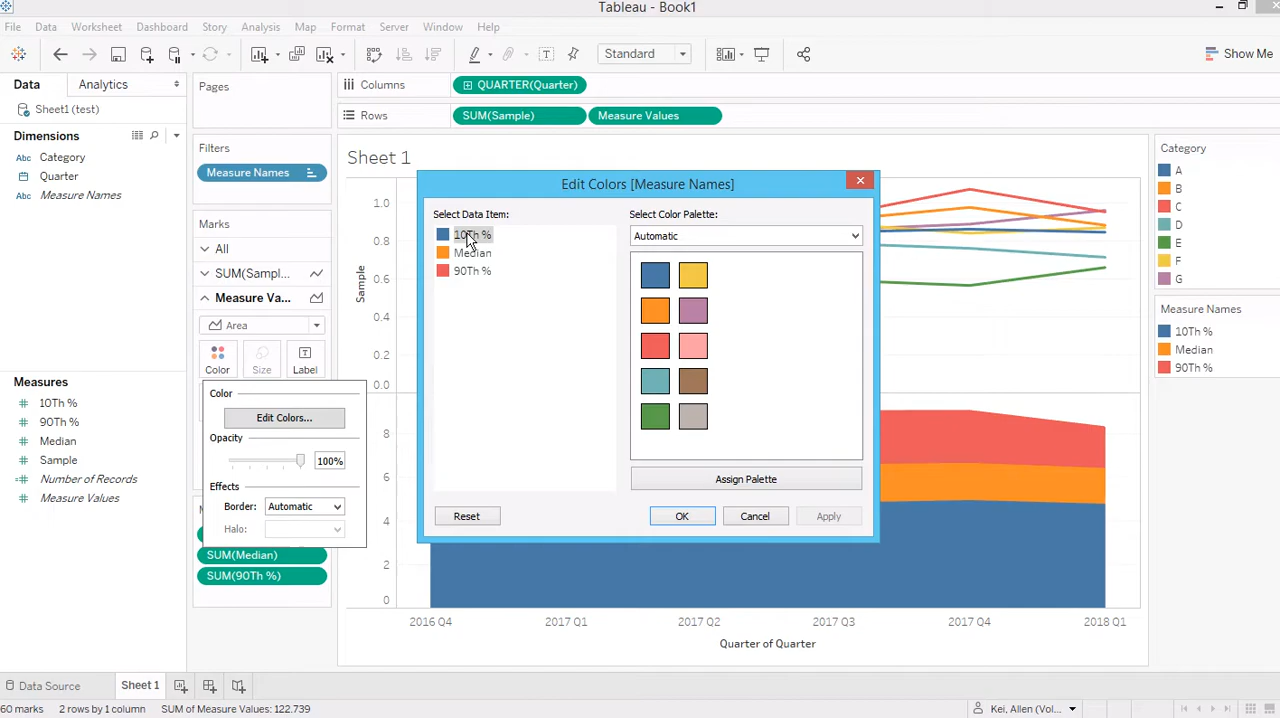 Tableau - Book1
File Data Worksheet Dashboard Story Analysis Map Format Server Window Help
Standard
Show Me
Data Analytics
Sheet1 (test)
Dimensions
Abc Category
Quarter
Abc Measure Names
Measures
10Th %
90Th %
Median
Sample
Number of Records
Measure Values
Pages
Filters
Measure Names
Marks
All
SUM(Sampl...
Measure Va...
Area
Color Size Label
Color
Edit Colors...
Opacity
100%
Effects
Border: Automatic
Halo:
SUM(Median)
SUM(90Th %)
Columns QUARTER(Quarter)
Rows SUM(Sample) Measure Values
Sheet 1
Sample
1.0
0.8
0.6
0.4
0.2
0.0
8
6
4
2
0
2016 Q4 2017 Q1 2017 Q2 2017 Q3 2017 Q4 2018 Q1
Quarter of Quarter
Edit Colors [Measure Names]
Select Data Item:
10Th %
Median
90Th %
Select Color Palette:
Automatic
Assign Palette
Reset OK Cancel Apply
Category
A
B
C
D
E
F
G
Measure Names
10Th %
Median
90Th %
Data Source Sheet 1
60 marks 2 rows by 1 column SUM of Measure Values: 122.739
Kei, Allen (Vol...